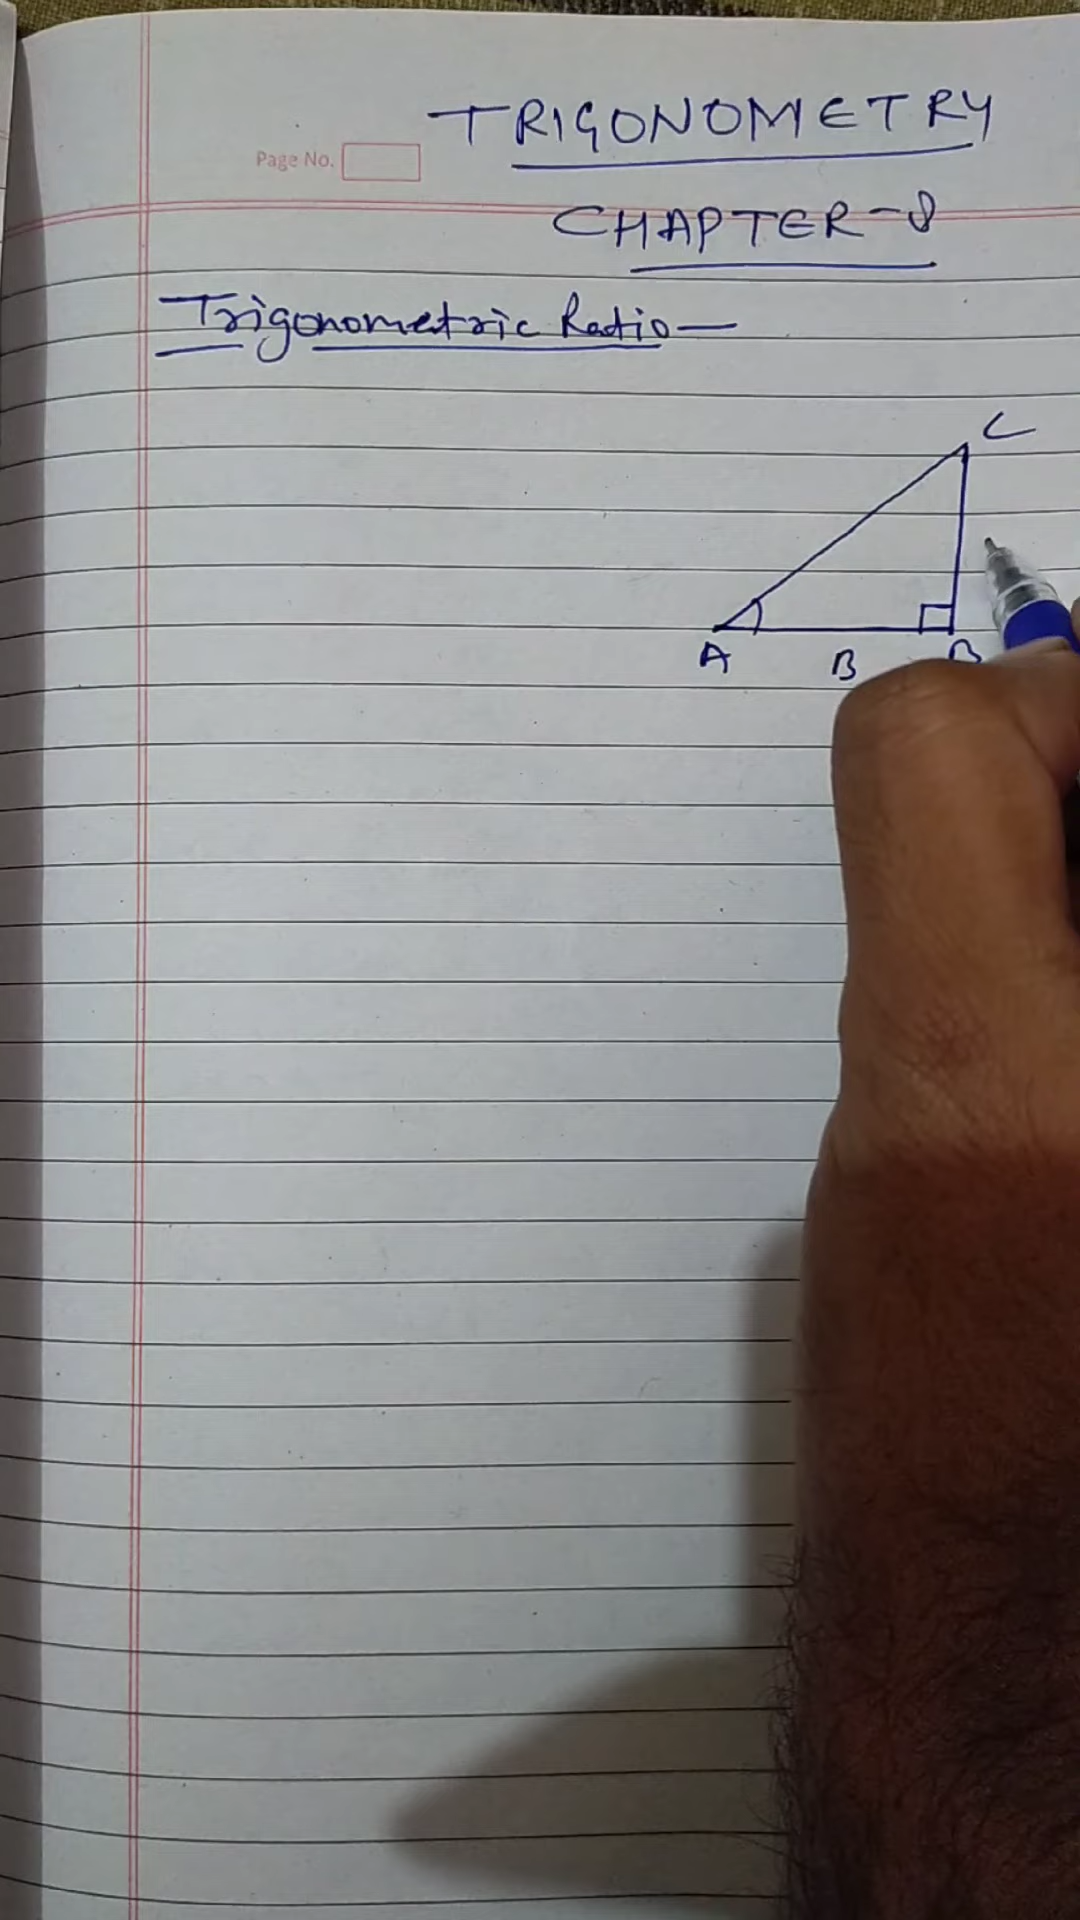 TRIGONOMETRY
Page No.
CHAPTER-8
Trigonometric Ratio—
C
A B B